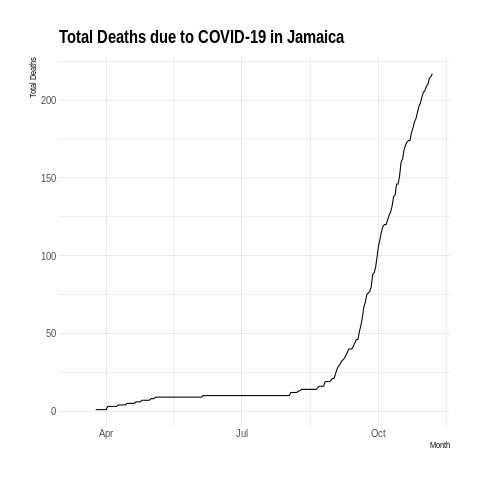 Total Deaths due to COVID-19 in Jamaica
Total Deaths
200
150
100
50
0
Apr
Jul
Oct
Month